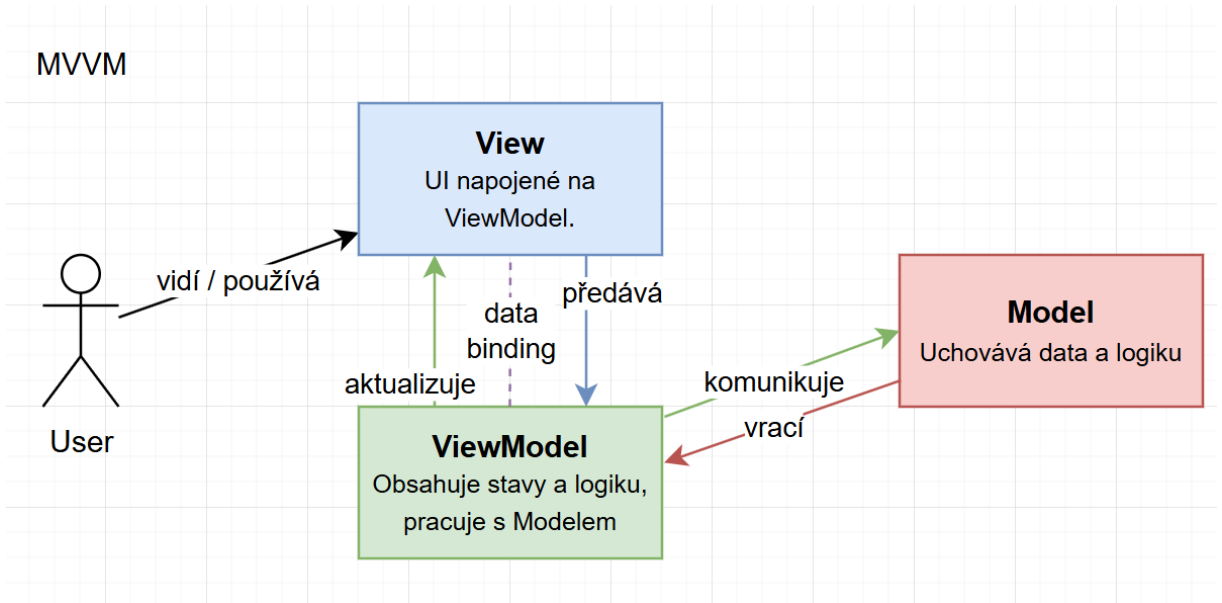 MVVM
View
UI napojené na
ViewModel.
vidí / používá
předává
data
binding
aktualizuje
Model
Uchovává data a logiku
komunikuje
vrací
User
ViewModel
Obsahuje stavy a logiku,
pracuje s Modelem